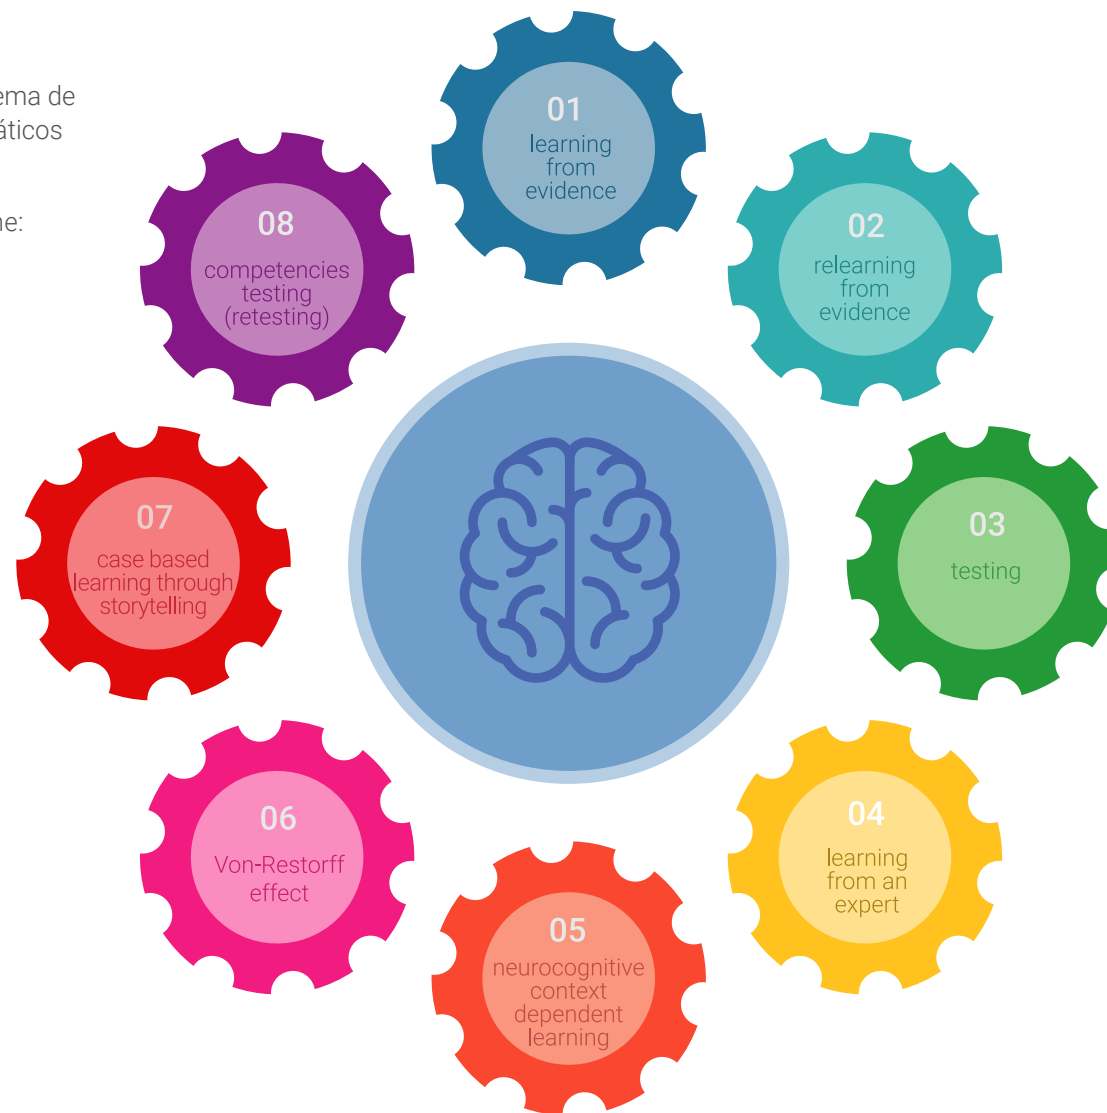 ema de
áticos
ne:
01
learning
from
evidence
02
relearning
from
evidence
03
testing
04
learning
from an
expert
05
neurocognitive
context
dependent
learning
06
Von-Restorff
effect
07
case based
learning through
storytelling
08
competencies
testing
(retesting)